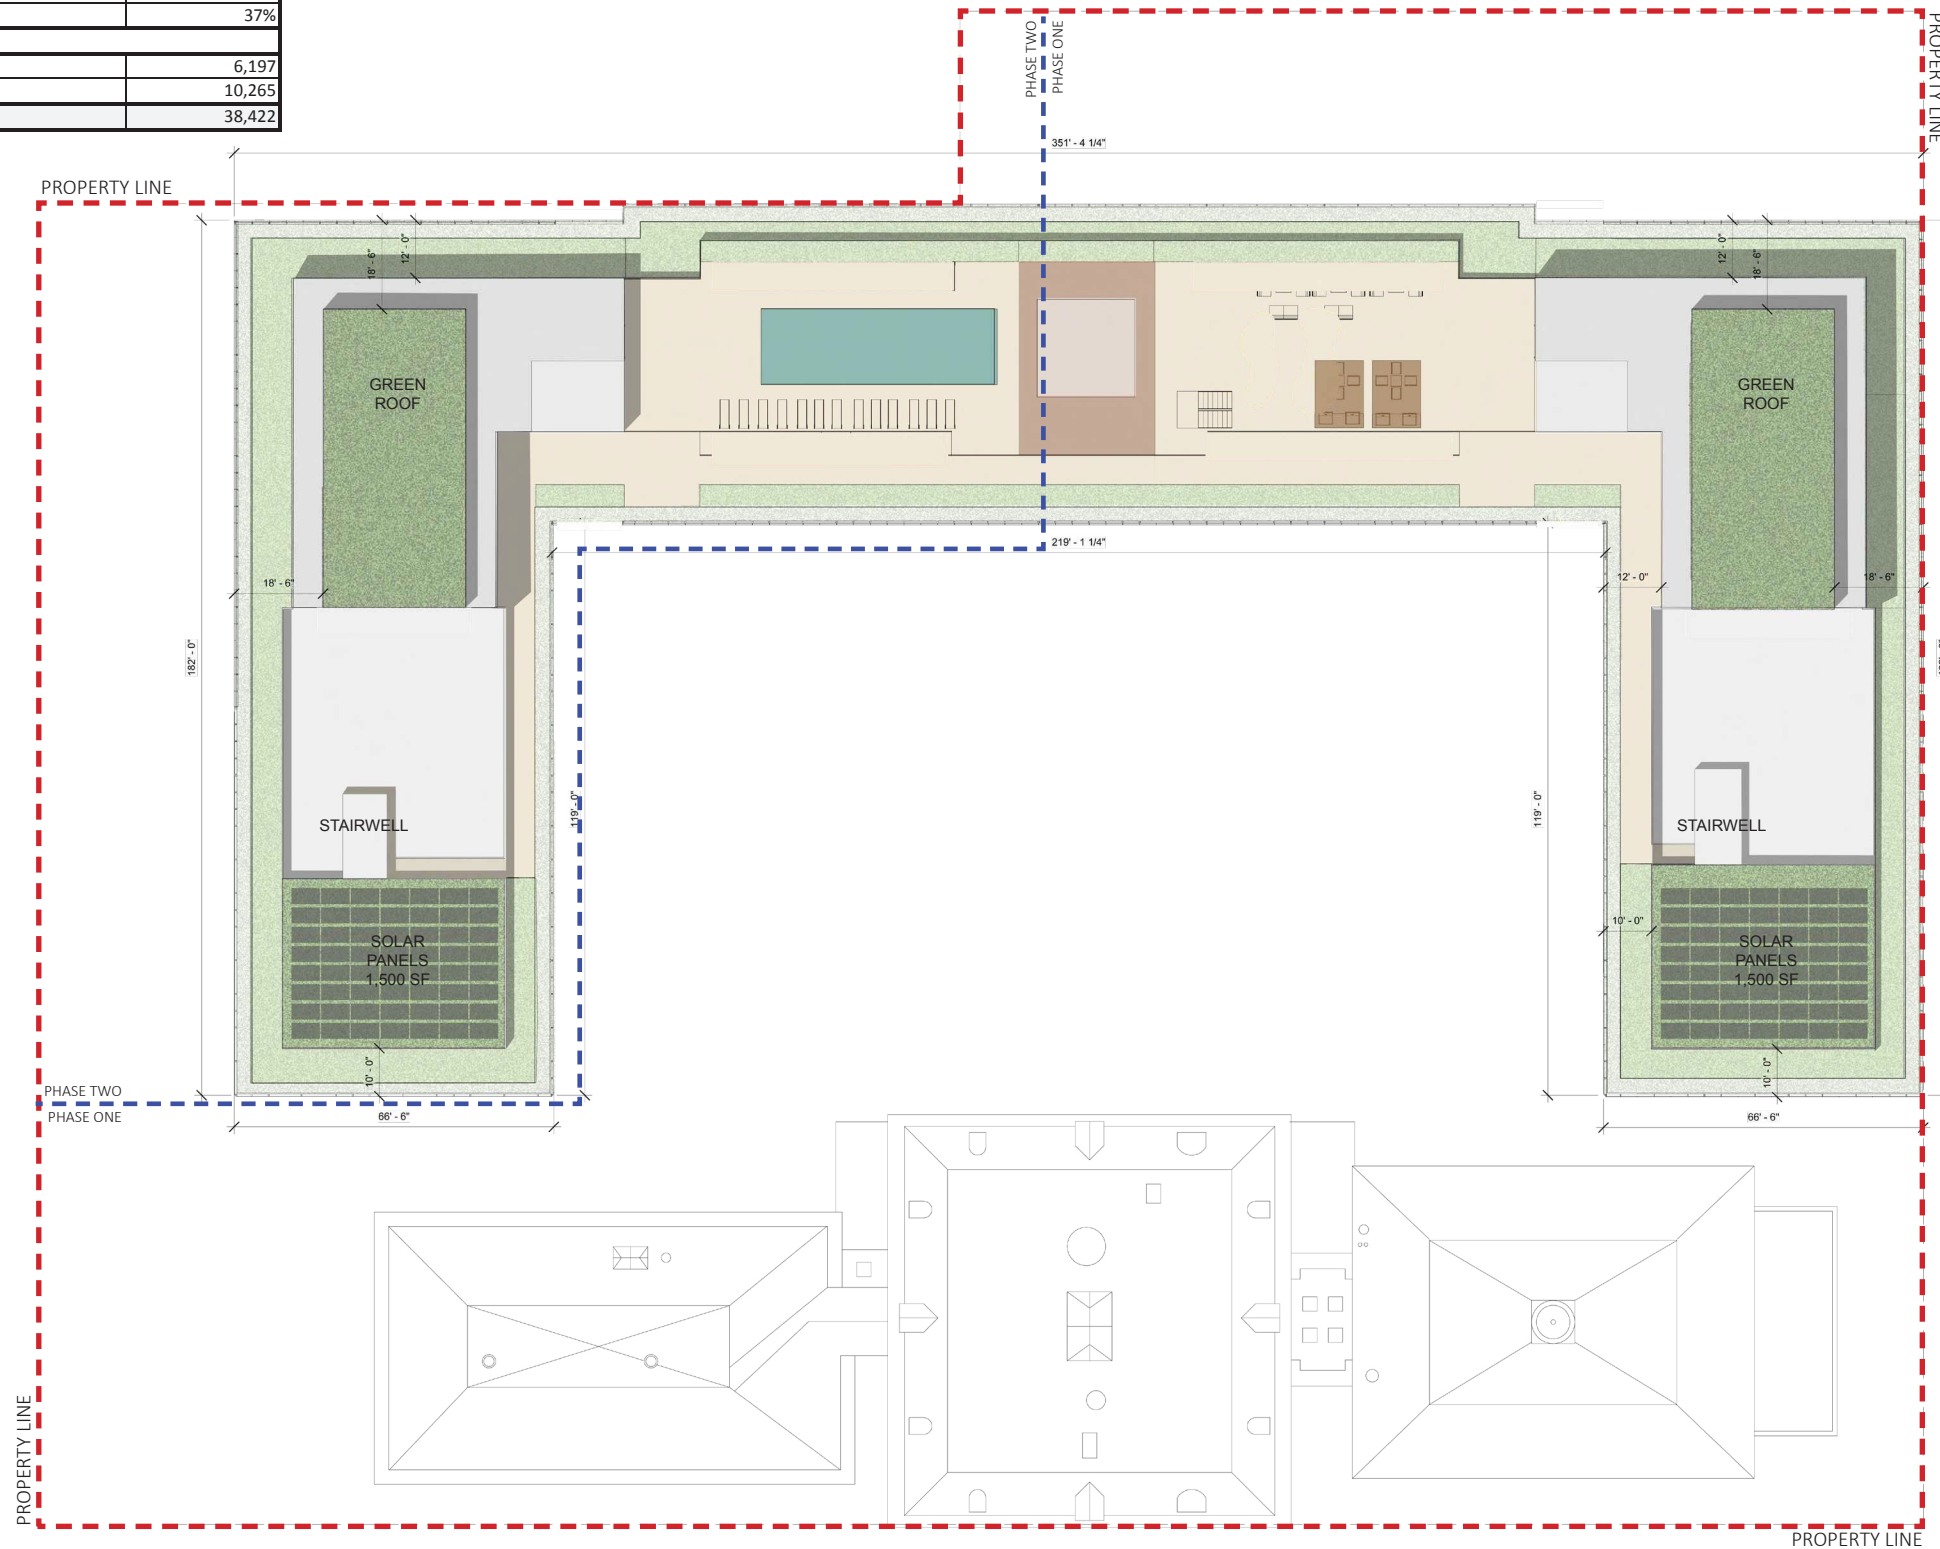 37%
6,197
10,265
38,422
PHASE TWO
PHASE ONE
PROPERTY LINE
351' - 4 1/4"
PROPERTY LINE
18' - 6"
12' - 0"
12' - 0"
18' - 6"
GREEN
ROOF
GREEN
ROOF
219' - 1 1/4"
18' - 6"
12' - 0"
18' - 6"
182' - 0"
119' - 0"
119' - 0"
STAIRWELL
STAIRWELL
10' - 0"
SOLAR
PANELS
1,500 SF
SOLAR
PANELS
1,500 SF
10' - 0"
10' - 0"
PHASE TWO
PHASE ONE
66' - 6"
66' - 6"
PROPERTY LINE
PROPERTY LINE